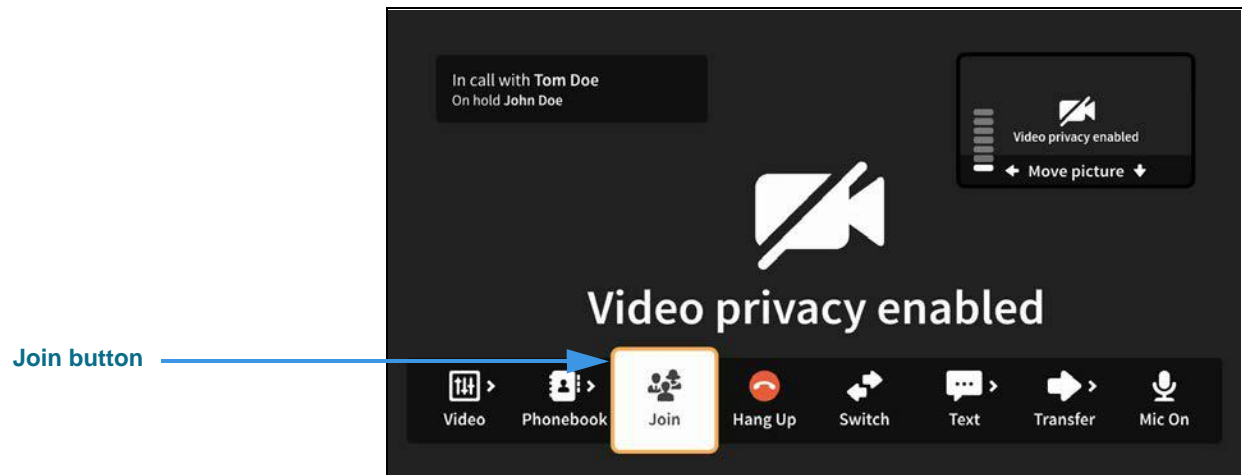 In call with Tom Doe
On hold John Doe
Video privacy enabled
Move picture
Video privacy enabled
Join button
Video Phonebook Join Hang Up Switch Text Transfer Mic On